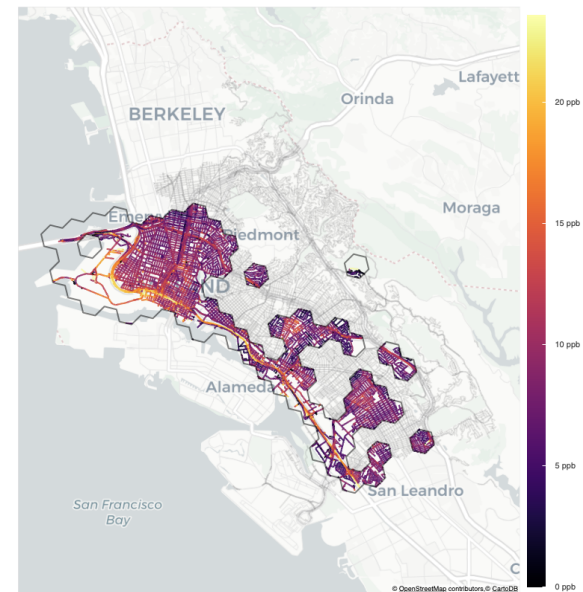 Lafayett
Orinda
BERKELEY
Moraga
Eme
Piedmont
ND
Alameda
San Leandro
San Francisco
Bay
C
© OpenStreetMap contributors,© CartoDB
20 ppb
15 ppb
10 ppb
5 ppb
0 ppb